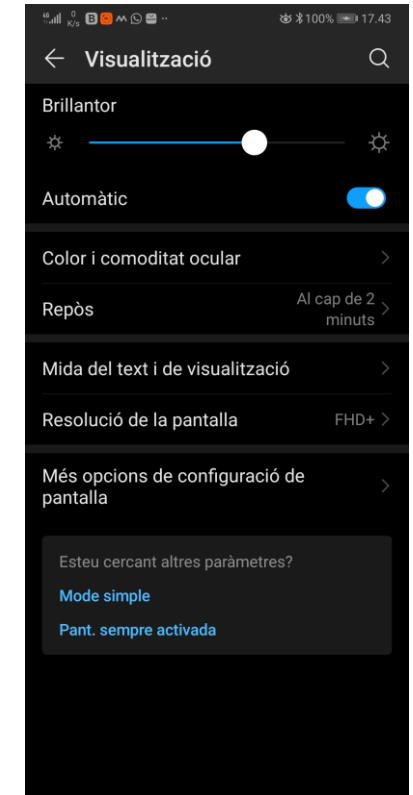 46
0
K/s
B
100%
17.43
Visualització
Brillantor
Automàtic
Color i comoditat ocular
Repòs
Al cap de 2
minuts
Mida del text i de visualització
Resolució de la pantalla
FHD+
Més opcions de configuració de
pantalla
Esteu cercant altres paràmetres?
Mode simple
Pant. sempre activada